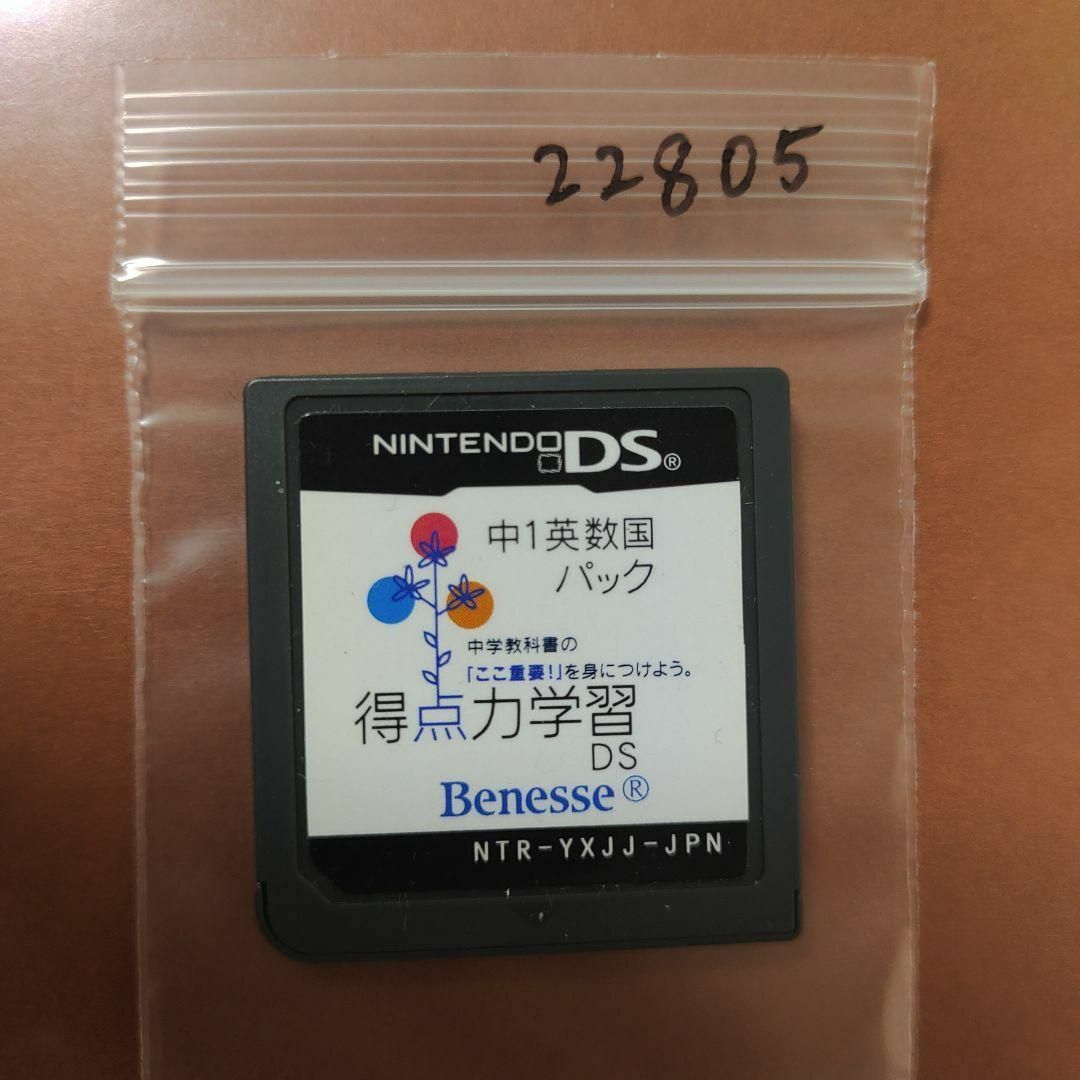 22805
NINTENDO DS®
中1英数国
パック
中学教科書の
「ここ重要!」を身につけよう。
得点力学習
DS
Benesse®
NTR-YXJJ-JPN